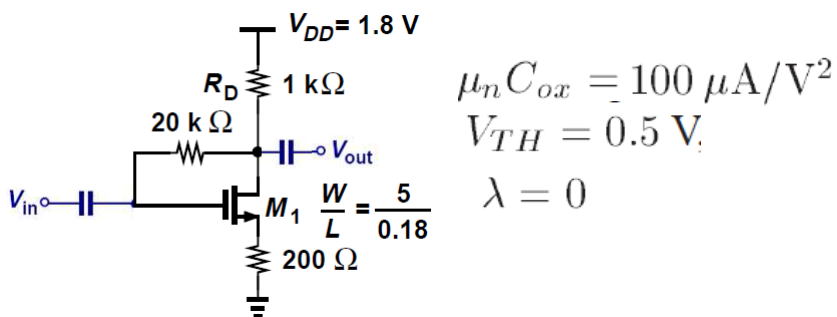 V_DD= 1.8 V
R_D 1 kΩ
20 k Ω
V_out
V_in
M_1 W/L = 5/0.18
200 Ω
μ_n C_ox = 100 μA/V²
V_TH = 0.5 V,
λ = 0